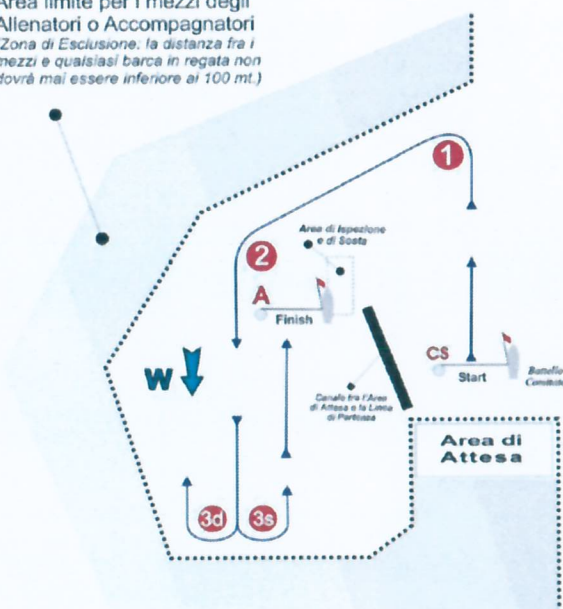 Area limite per i mezzi degli
Allenatori o Accompagnatori
(Zona di Esclusione: la distanza fra i
mezzi e qualsiasi barca in regata non
dovrà mai essere inferiore ai 100 mt.)
1
Area di Ispezione
e di Sosta
2
A
Finish
CS
Start
Battello
Comitato
W
Canale fra l'Area
di Attesa e la Linea
di Partenza
Area di
Attesa
3d
3s